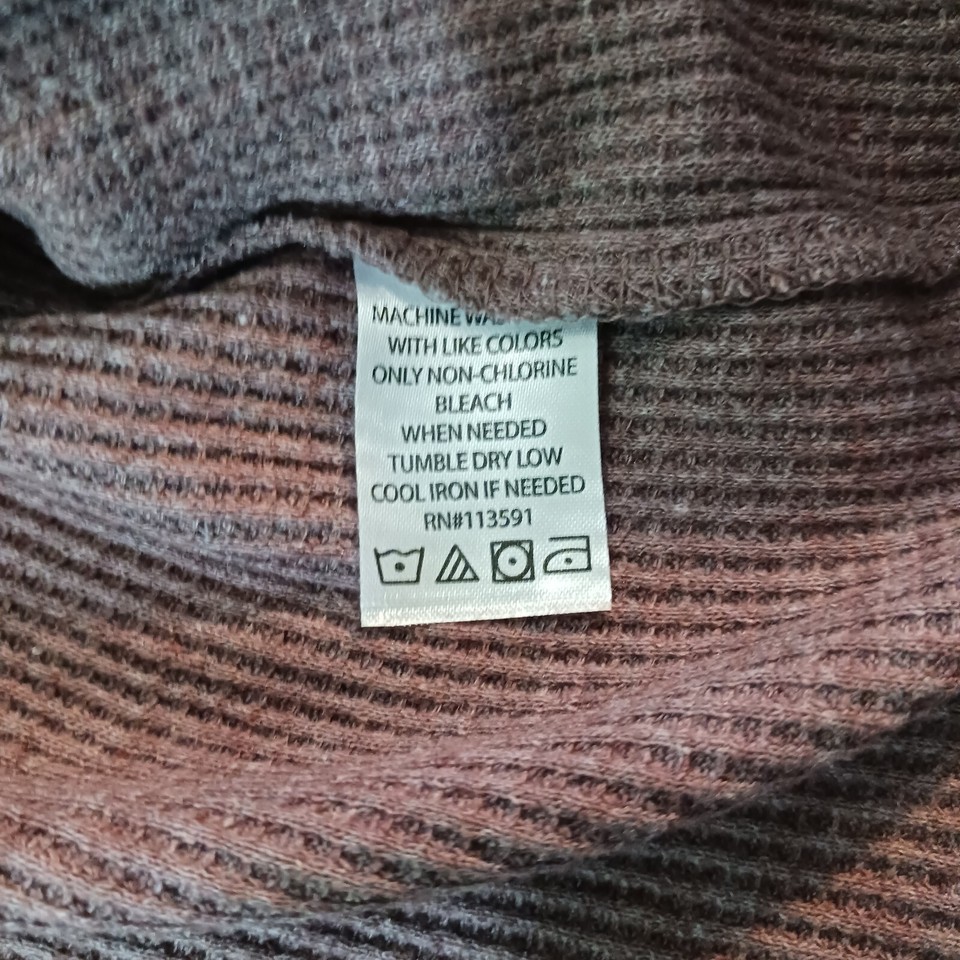 MACHINE
WITH LIKE COLORS
ONLY NON-CHLORINE
BLEACH
WHEN NEEDED
TUMBLE DRY LOW
COOL IRON IF NEEDED
RN#113591